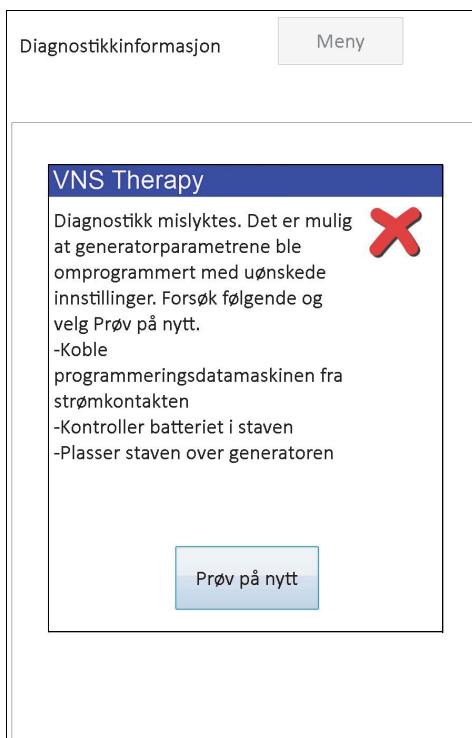 Diagnostikkinformasjon
Meny
VNS Therapy
Diagnostikk mislyktes. Det er mulig
at generatorparametrene ble
omprogrammert med uønskede
innstillinger. Forsøk følgende og
velg Prøv på nytt.
-Koble
programmeringsdatamaskinen fra
strømkontakten
-Kontroller batteriet i staven
-Plasser staven over generatoren
Prøv på nytt